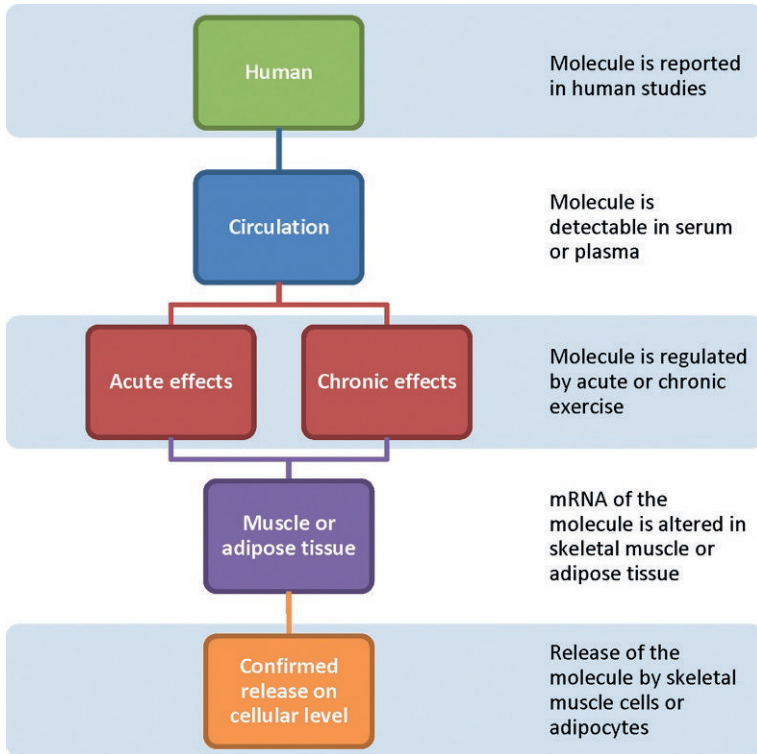 Human
Molecule is reported
in human studies
Circulation
Molecule is
detectable in serum
or plasma
Acute effects
Chronic effects
Molecule is regulated
by acute or chronic
exercise
Muscle or
adipose tissue
mRNA of the
molecule is altered in
skeletal muscle or
adipose tissue
Confirmed
release on
cellular level
Release of the
molecule by skeletal
muscle cells or
adipocytes